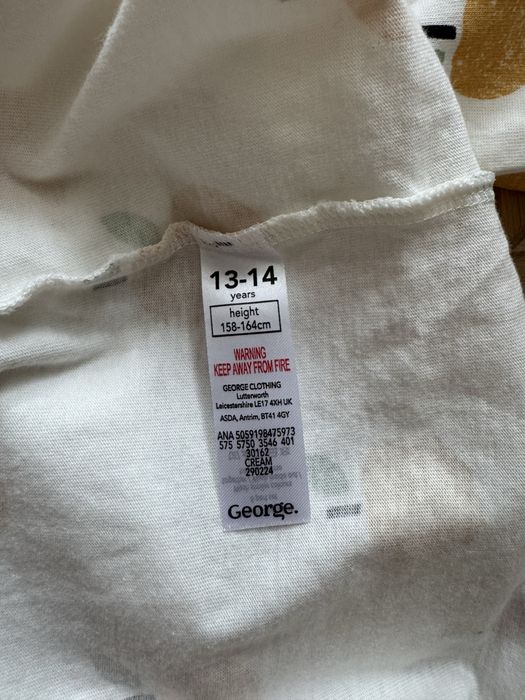 13-14
years
height
158-164cm
WARNING
KEEP AWAY FROM FIRE
GEORGE CLOTHING
Lutterworth
Leicestershire LE17 4XH UK
ASDA, Antrim, BT41 4GY
ANA 5059198475973
575 5750 3546 401
30162
CREAM
290224
George.